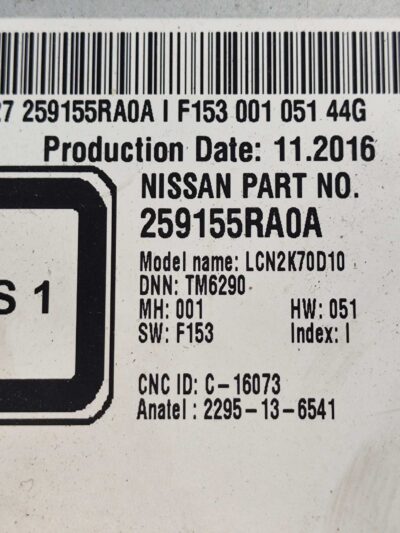 27 259155RA0A I F153 001 051 44G
Production Date: 11.2016
NISSAN PART NO.
259155RA0A
Model name: LCN2K70D10
DNN: TM6290
MH: 001 HW: 051
SW: F153 Index: I
S 1
CNC ID: C-16073
Anatel : 2295-13-6541